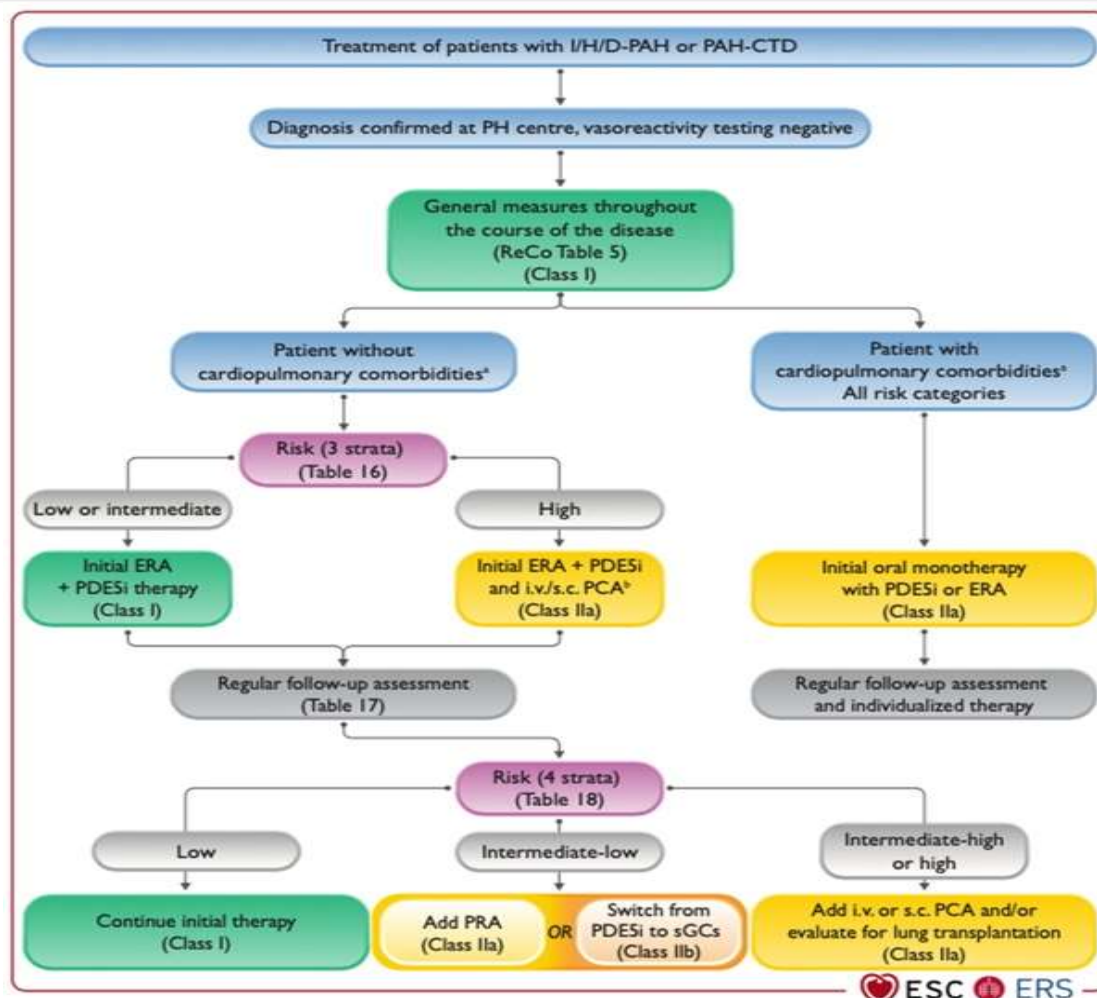 Treatment of patients with I/H/D-PAH or PAH-CTD
Diagnosis confirmed at PH centre, vasoreactivity testing negative
General measures throughout
the course of the disease
(ReCo Table 5)
(Class I)
Patient without
cardiopulmonary comorbiditiesᵃ
Patient with
cardiopulmonary comorbiditiesᵃ
All risk categories
Risk (3 strata)
(Table 16)
Low or intermediate
High
Initial ERA
+ PDE5i therapy
(Class I)
Initial ERA + PDE5i
and i.v./s.c. PCAᵇ
(Class IIa)
Initial oral monotherapy
with PDE5i or ERA
(Class IIa)
Regular follow-up assessment
(Table 17)
Regular follow-up assessment
and individualized therapy
Risk (4 strata)
(Table 18)
Low
Intermediate-low
Intermediate-high
or high
Continue initial therapy
(Class I)
Add PRA
(Class IIa)
OR
Switch from
PDE5i to sGCs
(Class IIb)
Add i.v. or s.c. PCA and/or
evaluate for lung transplantation
(Class IIa)
ESC ERS